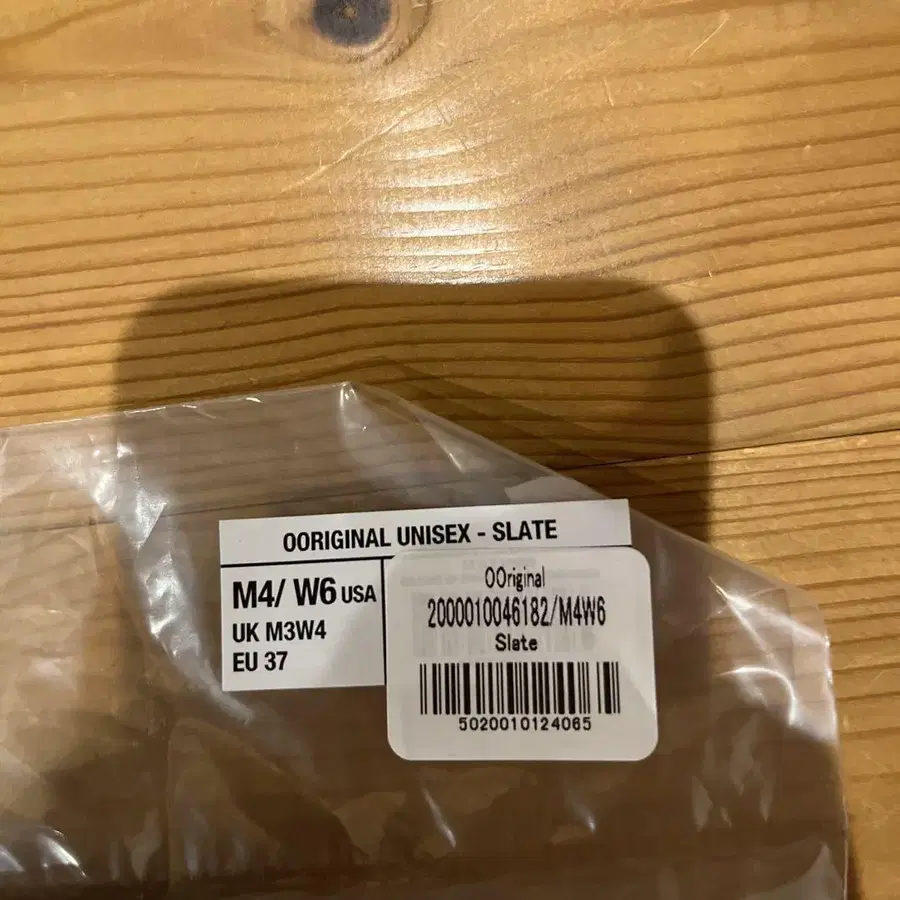 OORIGINAL UNISEX - SLATE
M4/ W6 USA
UK M3W4
EU 37
OOriginal
2000010046182/M4W6
Slate
5020010124065